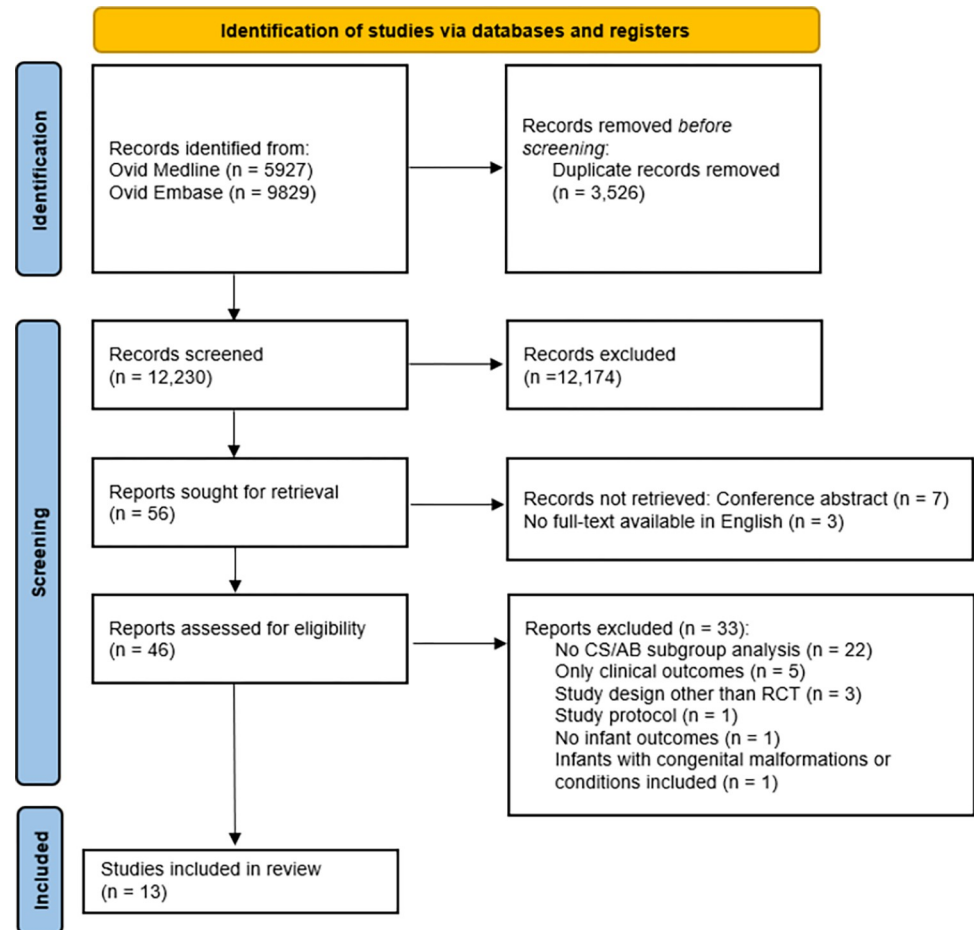 Identification of studies via databases and registers
Identification
Records identified from:
Ovid Medline (n = 5927)
Ovid Embase (n = 9829)
Records removed before
screening:
Duplicate records removed
(n = 3,526)
Screening
Records screened
(n = 12,230)
Records excluded
(n =12,174)
Reports sought for retrieval
(n = 56)
Records not retrieved: Conference abstract (n = 7)
No full-text available in English (n = 3)
Reports assessed for eligibility
(n = 46)
Reports excluded (n = 33):
No CS/AB subgroup analysis (n = 22)
Only clinical outcomes (n = 5)
Study design other than RCT (n = 3)
Study protocol (n = 1)
No infant outcomes (n = 1)
Infants with congenital malformations or
conditions included (n = 1)
Included
Studies included in review
(n = 13)